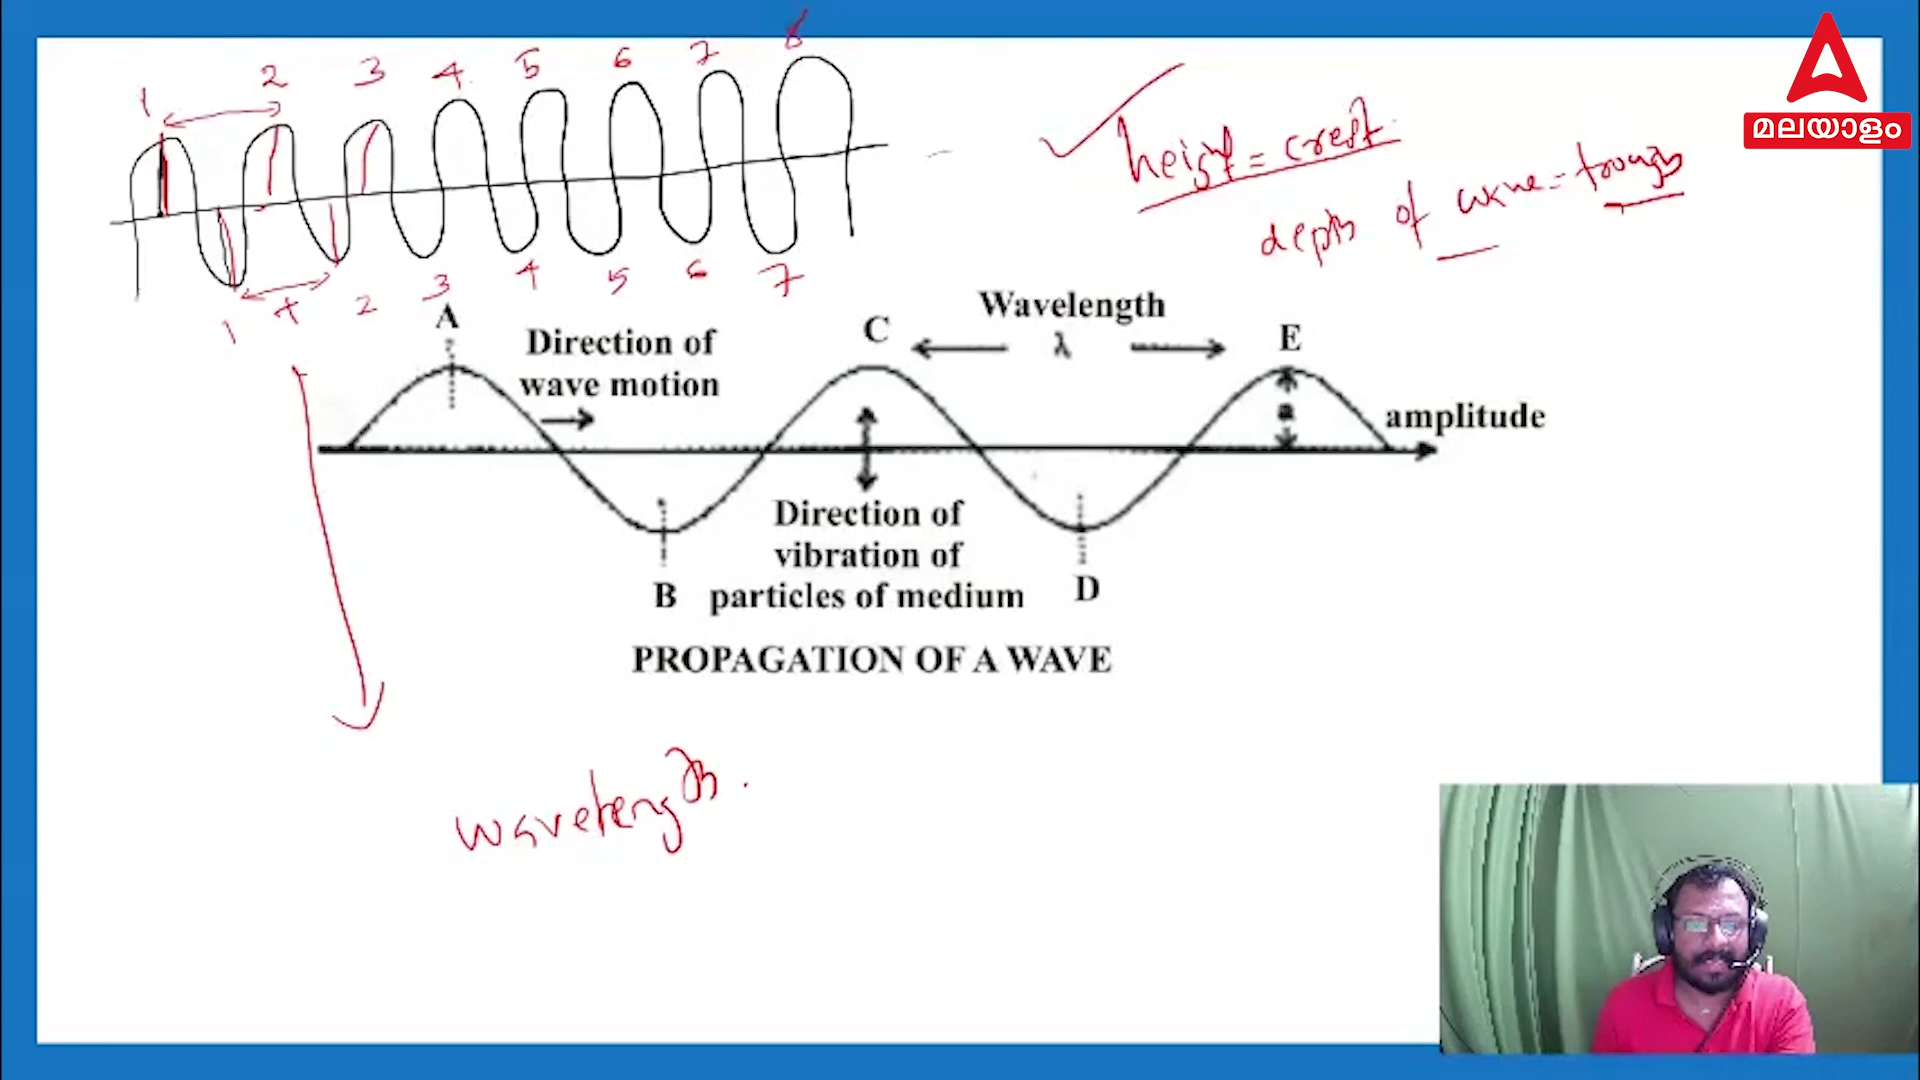 1 2 3 4 5 6 7 8
1 2 3 4 5 6 7
height = crest
depth of wave = trough
മലയാളം
A
Direction of
wave motion
C
Wavelength
λ
E
a
amplitude
B
Direction of
vibration of
particles of medium
D
PROPAGATION OF A WAVE
wavelength.